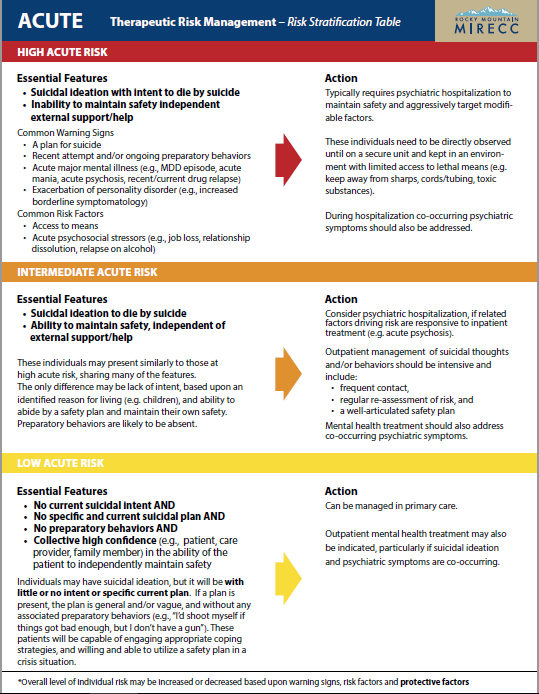 ACUTE
Therapeutic Risk Management – Risk Stratification Table
ROCKY MOUNTAIN
MIRECC
HIGH ACUTE RISK
Essential Features
• Suicidal ideation with intent to die by suicide
• Inability to maintain safety independent
external support/help
Common Warning Signs
• A plan for suicide
• Recent attempt and/or ongoing preparatory behaviors
• Acute major mental illness (e.g., MDD episode, acute
mania, acute psychosis, recent/current drug relapse)
• Exacerbation of personality disorder (e.g., increased
borderline symptomatology)
Common Risk Factors
• Access to means
• Acute psychosocial stressors (e.g., job loss, relationship
dissolution, relapse on alcohol)
Action
Typically requires psychiatric hospitalization to
maintain safety and aggressively target modifi-
able factors.
These individuals need to be directly observed
until on a secure unit and kept in an environ-
ment with limited access to lethal means (e.g.
keep away from sharps, cords/tubing, toxic
substances).
During hospitalization co-occurring psychiatric
symptoms should also be addressed.
INTERMEDIATE ACUTE RISK
Essential Features
• Suicidal ideation to die by suicide
• Ability to maintain safety, independent of
external support/help
These individuals may present similarly to those at
high acute risk, sharing many of the features.
The only difference may be lack of intent, based upon an
identified reason for living (e.g. children), and ability to
abide by a safety plan and maintain their own safety.
Preparatory behaviors are likely to be absent.
Action
Consider psychiatric hospitalization, if related
factors driving risk are responsive to inpatient
treatment (e.g. acute psychosis).
Outpatient management of suicidal thoughts
and/or behaviors should be intensive and
include:
• frequent contact,
• regular re-assessment of risk, and
• a well-articulated safety plan
Mental health treatment should also address
co-occurring psychiatric symptoms.
LOW ACUTE RISK
Essential Features
• No current suicidal intent AND
• No specific and current suicidal plan AND
• No preparatory behaviors AND
• Collective high confidence (e.g., patient, care
provider, family member) in the ability of the
patient to independently maintain safety
Individuals may have suicidal ideation, but it will be with
little or no intent or specific current plan. If a plan is
present, the plan is general and/or vague, and without any
associated preparatory behaviors (e.g., "I'd shoot myself if
things got bad enough, but I don't have a gun"). These
patients will be capable of engaging appropriate coping
strategies, and willing and able to utilize a safety plan in a
crisis situation.
Action
Can be managed in primary care.
Outpatient mental health treatment may also
be indicated, particularly if suicidal ideation
and psychiatric symptoms are co-occurring.
*Overall level of individual risk may be increased or decreased based upon warning signs, risk factors and protective factors